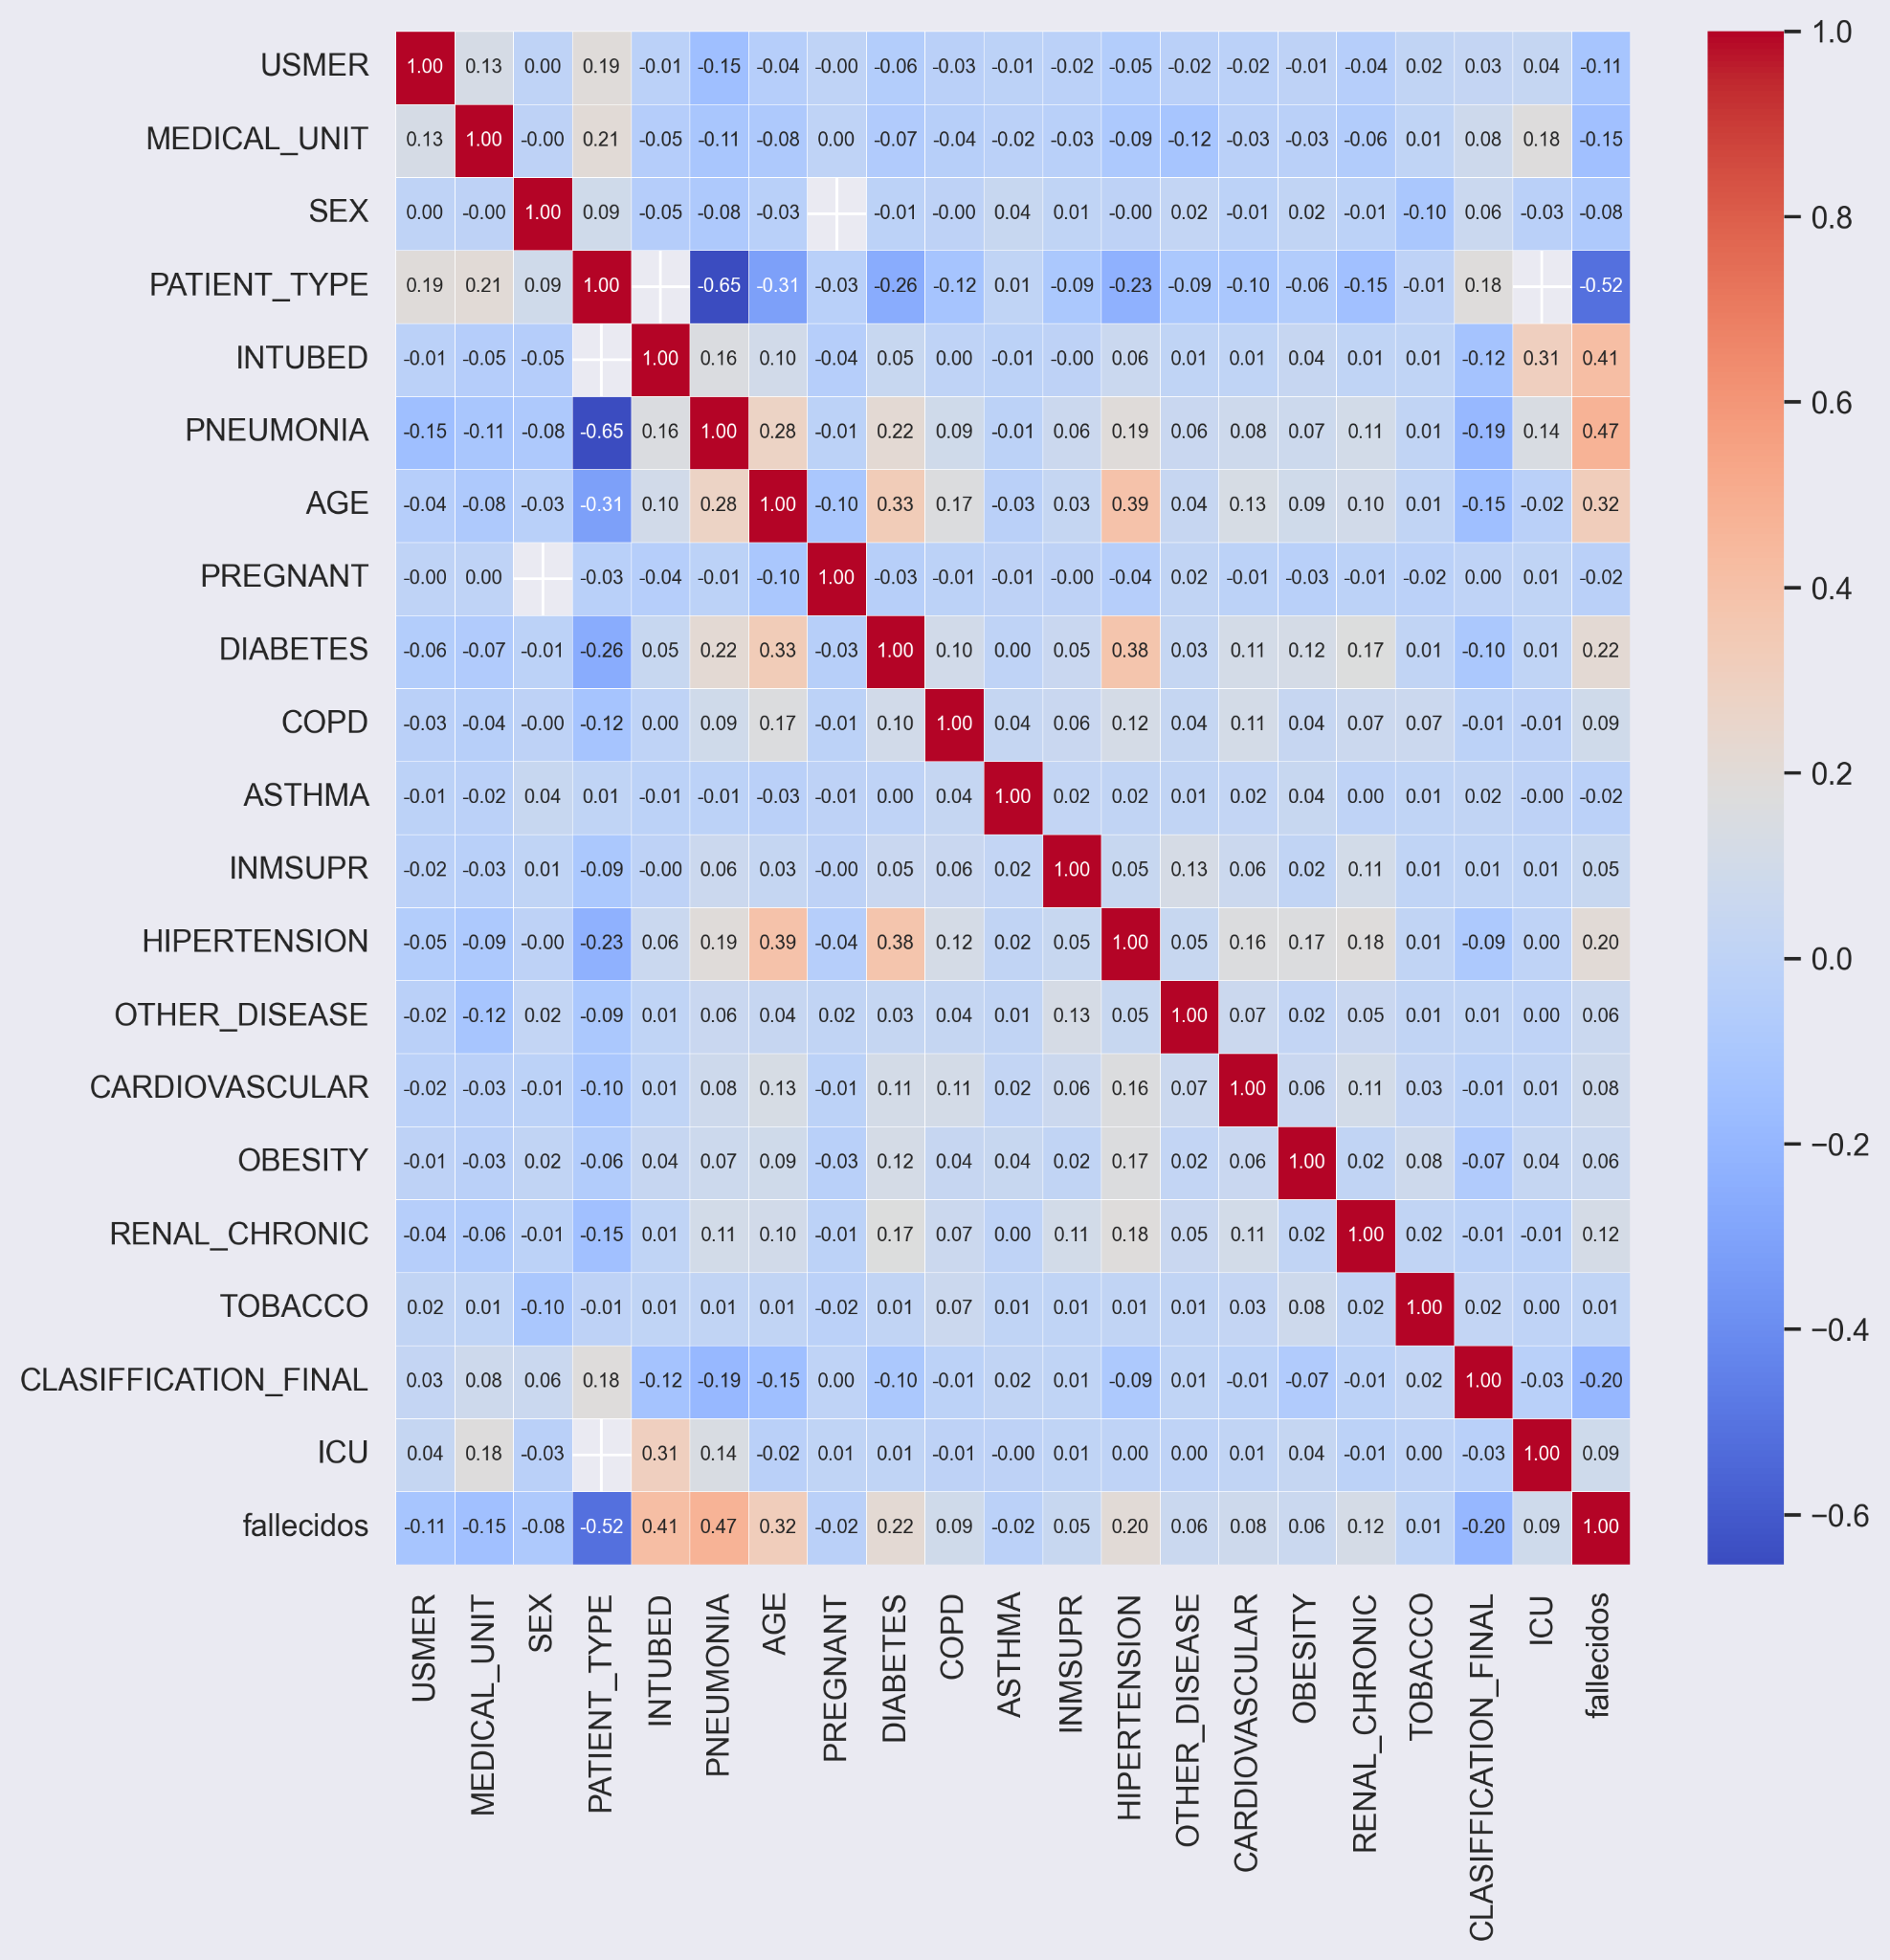 USMER 1.00 0.13 0.00 0.19 -0.01 -0.15 -0.04 -0.00 -0.06 -0.03 -0.01 -0.02 -0.05 -0.02 -0.02 -0.01 -0.04 0.02 0.03 0.04 -0.11
MEDICAL_UNIT 0.13 1.00 -0.00 0.21 -0.05 -0.11 -0.08 0.00 -0.07 -0.04 -0.02 -0.03 -0.09 -0.12 -0.03 -0.03 -0.06 0.01 0.08 0.18 -0.15
SEX 0.00 -0.00 1.00 0.09 -0.05 -0.08 -0.03 -0.01 -0.00 0.04 0.01 -0.00 0.02 -0.01 0.02 -0.01 -0.10 0.06 -0.03 -0.08
PATIENT_TYPE 0.19 0.21 0.09 1.00 -0.65 -0.31 -0.03 -0.26 -0.12 0.01 -0.09 -0.23 -0.09 -0.10 -0.06 -0.15 -0.01 0.18 -0.52
INTUBED -0.01 -0.05 -0.05 1.00 0.16 0.10 -0.04 0.05 0.00 -0.01 -0.00 0.06 0.01 0.01 0.04 0.01 0.01 -0.12 0.31 0.41
PNEUMONIA -0.15 -0.11 -0.08 -0.65 0.16 1.00 0.28 -0.01 0.22 0.09 -0.01 0.06 0.19 0.06 0.08 0.07 0.11 0.01 -0.19 0.14 0.47
AGE -0.04 -0.08 -0.03 -0.31 0.10 0.28 1.00 -0.10 0.33 0.17 -0.03 0.03 0.39 0.04 0.13 0.09 0.10 0.01 -0.15 -0.02 0.32
PREGNANT -0.00 0.00 -0.03 -0.04 -0.01 -0.10 1.00 -0.03 -0.01 -0.01 -0.00 -0.04 0.02 -0.01 -0.03 -0.01 -0.02 0.00 0.01 -0.02
DIABETES -0.06 -0.07 -0.01 -0.26 0.05 0.22 0.33 -0.03 1.00 0.10 0.00 0.05 0.38 0.03 0.11 0.12 0.17 0.01 -0.10 0.01 0.22
COPD -0.03 -0.04 -0.00 -0.12 0.00 0.09 0.17 -0.01 0.10 1.00 0.04 0.06 0.12 0.04 0.11 0.04 0.07 0.07 -0.01 -0.01 0.09
ASTHMA -0.01 -0.02 0.04 0.01 -0.01 -0.01 -0.03 -0.01 0.00 0.04 1.00 0.02 0.02 0.01 0.02 0.04 0.00 0.01 0.02 -0.00 -0.02
INMSUPR -0.02 -0.03 0.01 -0.09 -0.00 0.06 0.03 -0.00 0.05 0.06 0.02 1.00 0.05 0.13 0.06 0.02 0.11 0.01 0.01 0.01 0.05
HIPERTENSION -0.05 -0.09 -0.00 -0.23 0.06 0.19 0.39 -0.04 0.38 0.12 0.02 0.05 1.00 0.05 0.16 0.17 0.18 0.01 -0.09 0.00 0.20
OTHER_DISEASE -0.02 -0.12 0.02 -0.09 0.01 0.06 0.04 0.02 0.03 0.04 0.01 0.13 0.05 1.00 0.07 0.02 0.05 0.01 0.01 0.00 0.06
CARDIOVASCULAR -0.02 -0.03 -0.01 -0.10 0.01 0.08 0.13 -0.01 0.11 0.11 0.02 0.06 0.16 0.07 1.00 0.06 0.11 0.03 -0.01 0.01 0.08
OBESITY -0.01 -0.03 0.02 -0.06 0.04 0.07 0.09 -0.03 0.12 0.04 0.04 0.02 0.17 0.02 0.06 1.00 0.02 0.08 -0.07 0.04 0.06
RENAL_CHRONIC -0.04 -0.06 -0.01 -0.15 0.01 0.11 0.10 -0.01 0.17 0.07 0.00 0.11 0.18 0.05 0.11 0.02 1.00 0.02 -0.01 -0.01 0.12
TOBACCO 0.02 0.01 -0.10 -0.01 0.01 0.01 0.01 -0.02 0.01 0.07 0.01 0.01 0.01 0.01 0.03 0.08 0.02 1.00 0.02 0.00 0.01
CLASIFFICATION_FINAL 0.03 0.08 0.06 0.18 -0.12 -0.19 -0.15 0.00 -0.10 -0.01 0.02 0.01 -0.09 0.01 -0.01 -0.07 -0.01 0.02 1.00 -0.03 -0.20
ICU 0.04 0.18 -0.03 0.31 0.14 -0.02 0.01 0.01 -0.01 -0.00 0.01 0.00 0.00 0.01 0.04 -0.01 0.00 -0.03 1.00 0.09
fallecidos -0.11 -0.15 -0.08 -0.52 0.41 0.47 0.32 -0.02 0.22 0.09 -0.02 0.05 0.20 0.06 0.08 0.06 0.12 0.01 -0.20 0.09 1.00
USMER
MEDICAL_UNIT
SEX
PATIENT_TYPE
INTUBED
PNEUMONIA
AGE
PREGNANT
DIABETES
COPD
ASTHMA
INMSUPR
HIPERTENSION
OTHER_DISEASE
CARDIOVASCULAR
OBESITY
RENAL_CHRONIC
TOBACCO
CLASIFFICATION_FINAL
ICU
fallecidos
1.0
0.8
0.6
0.4
0.2
0.0
−0.2
−0.4
−0.6